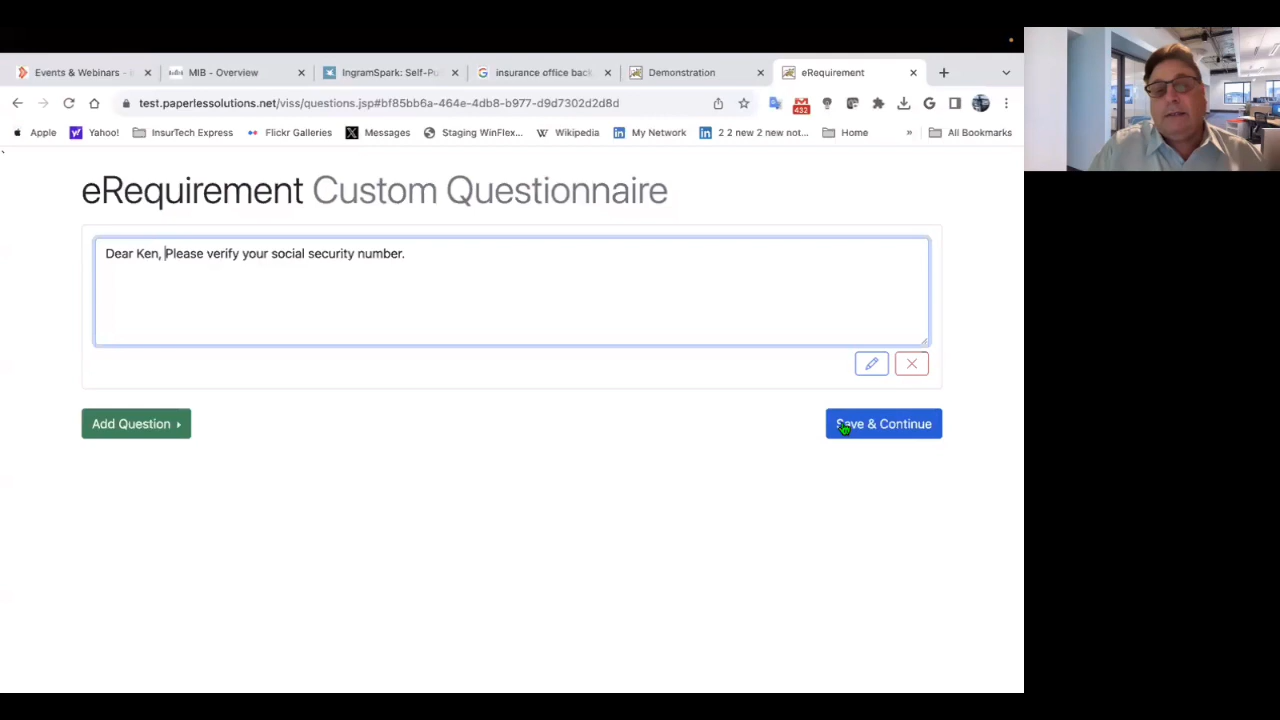 Events & Webinars -
MIB - Overview
IngramSpark: Self-Pu
insurance office back
Demonstration
eRequirement
test.paperlesssolutions.net/viss/questions.jsp#bf85bb6a-464e-4db8-b977-d9d7302d2d8d
432
Apple
Yahoo!
InsurTech Express
Flickr Galleries
Messages
Staging WinFlex...
Wikipedia
My Network
2 2 new 2 new not...
Home
»
All Bookmarks
eRequirement Custom Questionnaire
Dear Ken, Please verify your social security number.
Add Question
Save & Continue